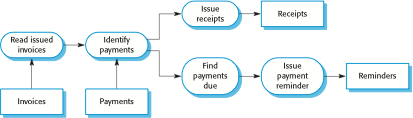 Issue
receipts
Receipts
Read issued
invoices
Identify
payments
Find
payments
due
Issue
payment
reminder
Reminders
Invoices
Payments